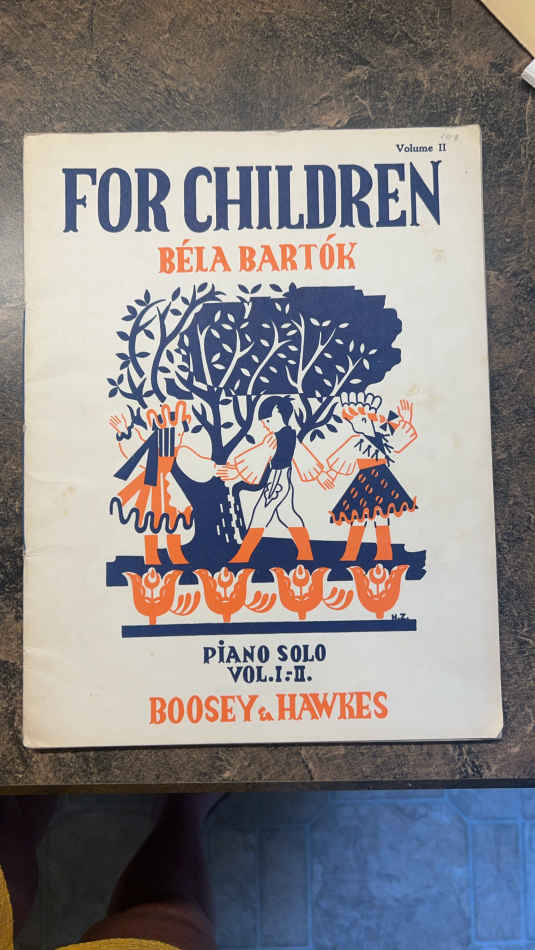 Volume II
FOR CHILDREN
BÉLA BARTÓK
H.Z.
PIANO SOLO
VOL.I.-II.
BOOSEY & HAWKES